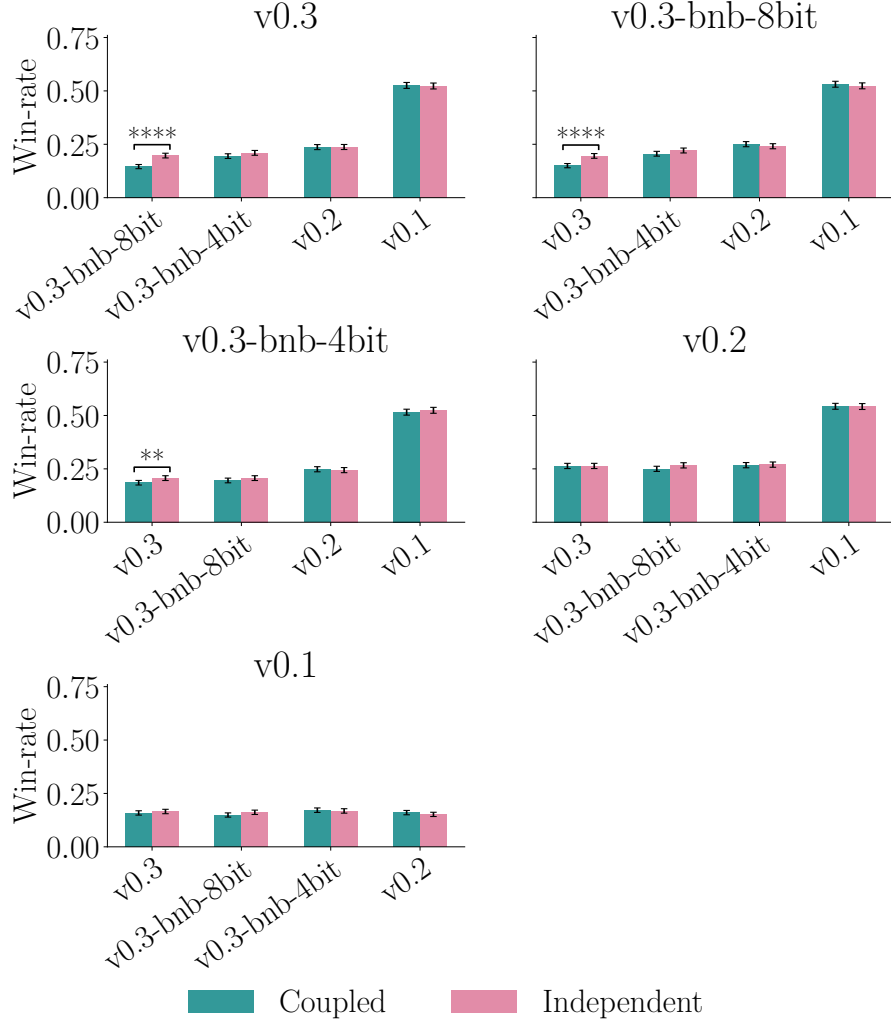 v0.3
Win-rate
0.75
0.50
0.25
0.00
****
v0.3-bnb-8bit
v0.3-bnb-4bit
v0.2
v0.1
v0.3-bnb-8bit
****
v0.3
v0.3-bnb-4bit
v0.2
v0.1
v0.3-bnb-4bit
Win-rate
0.75
0.50
0.25
0.00
**
v0.3
v0.3-bnb-8bit
v0.2
v0.1
v0.2
v0.3
v0.3-bnb-8bit
v0.3-bnb-4bit
v0.1
v0.1
Win-rate
0.75
0.50
0.25
0.00
v0.3
v0.3-bnb-8bit
v0.3-bnb-4bit
v0.2
Coupled
Independent